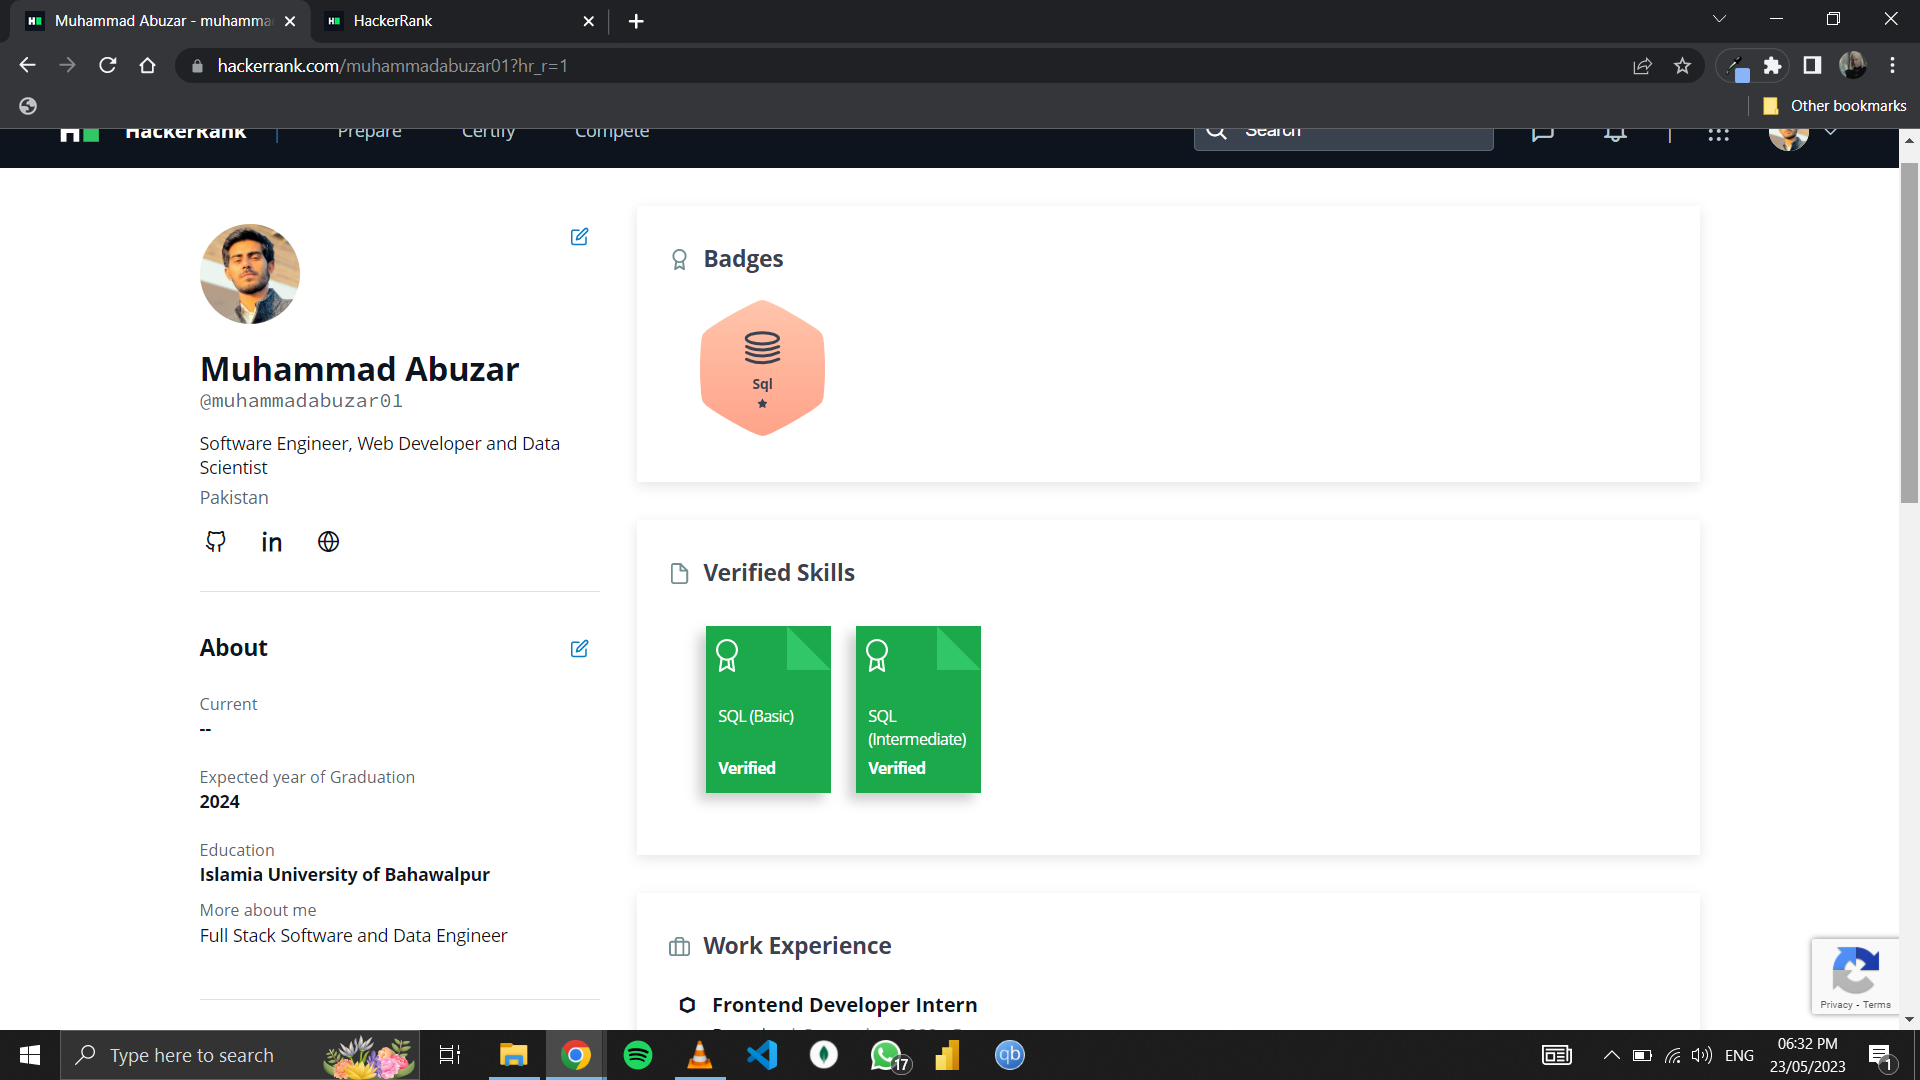 Muhammad Abuzar - muhamma
HackerRank
hackerrank.com/muhammadabuzar01?hr_r=1
Other bookmarks
HackerRank
Prepare
Certify
Compete
Search
Muhammad Abuzar
@muhammadabuzar01
Software Engineer, Web Developer and Data
Scientist
Pakistan
in
About
Current
--
Expected year of Graduation
2024
Education
Islamia University of Bahawalpur
More about me
Full Stack Software and Data Engineer
Badges
Sql
Verified Skills
SQL (Basic)
Verified
SQL
(Intermediate)
Verified
Work Experience
Frontend Developer Intern
Privacy - Terms
Type here to search
17
qb
ENG
06:32 PM
23/05/2023
1